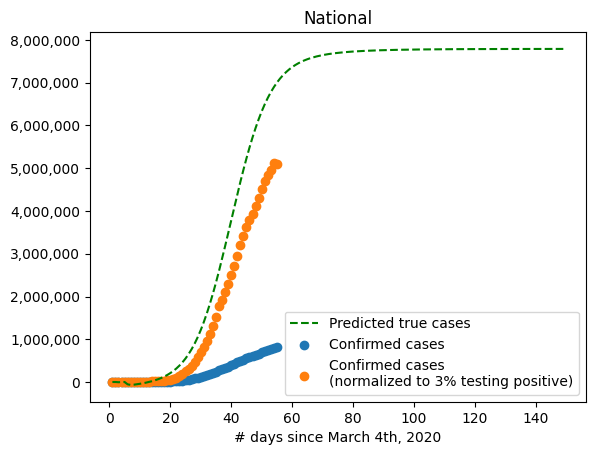 National
8,000,000
7,000,000
6,000,000
5,000,000
4,000,000
3,000,000
2,000,000
1,000,000
0
Predicted true cases
Confirmed cases
Confirmed cases
(normalized to 3% testing positive)
0 20 40 60 80 100 120 140
# days since March 4th, 2020